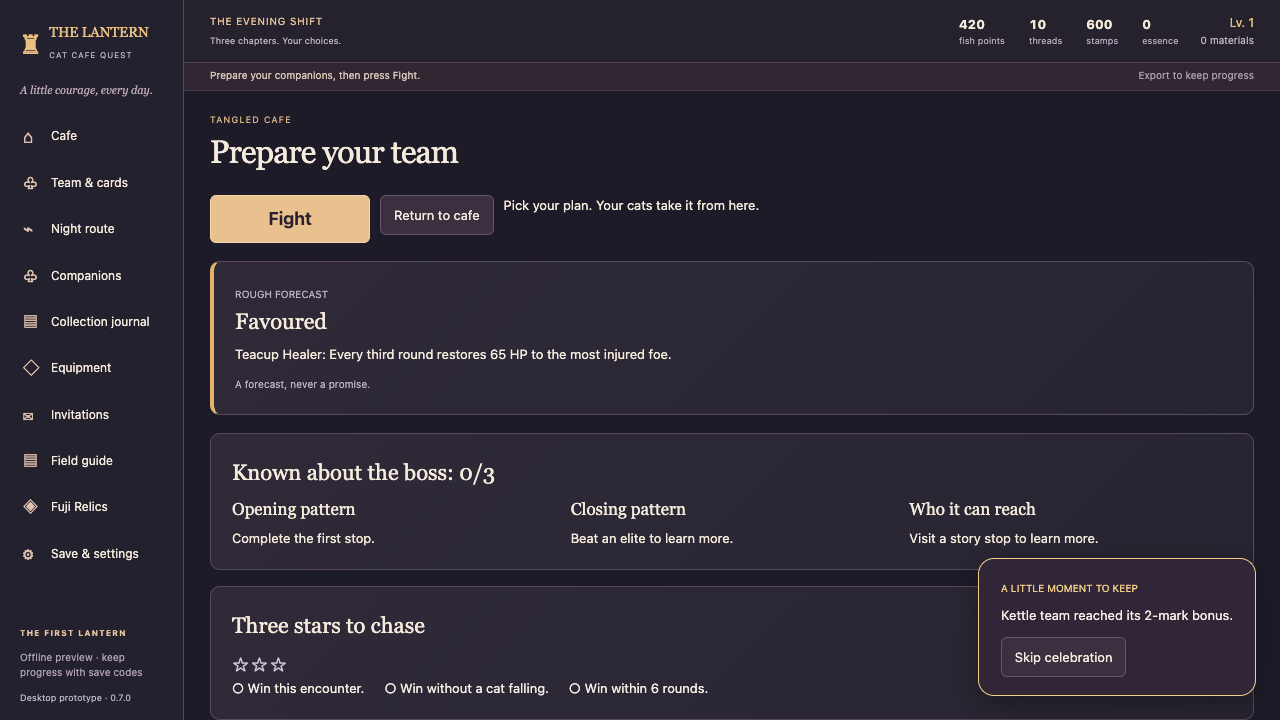 THE LANTERN
CAT CAFE QUEST
A little courage, every day.
Cafe
Team & cards
Night route
Companions
Collection journal
Equipment
Invitations
Field guide
Fuji Relics
Save & settings
THE FIRST LANTERN
Offline preview · keep
progress with save codes
Desktop prototype · 0.7.0
THE EVENING SHIFT
Three chapters. Your choices.
420
fish points
10
threads
600
stamps
0
essence
Lv. 1
0 materials
Prepare your companions, then press Fight.
Export to keep progress
TANGLED CAFE
Prepare your team
Fight
Return to cafe
Pick your plan. Your cats take it from here.
ROUGH FORECAST
Favoured
Teacup Healer: Every third round restores 65 HP to the most injured foe.
A forecast, never a promise.
Known about the boss: 0/3
Opening pattern
Complete the first stop.
Closing pattern
Beat an elite to learn more.
Who it can reach
Visit a story stop to learn more.
Three stars to chase
☆☆☆
○ Win this encounter. ○ Win without a cat falling. ○ Win within 6 rounds.
A LITTLE MOMENT TO KEEP
Kettle team reached its 2-mark bonus.
Skip celebration